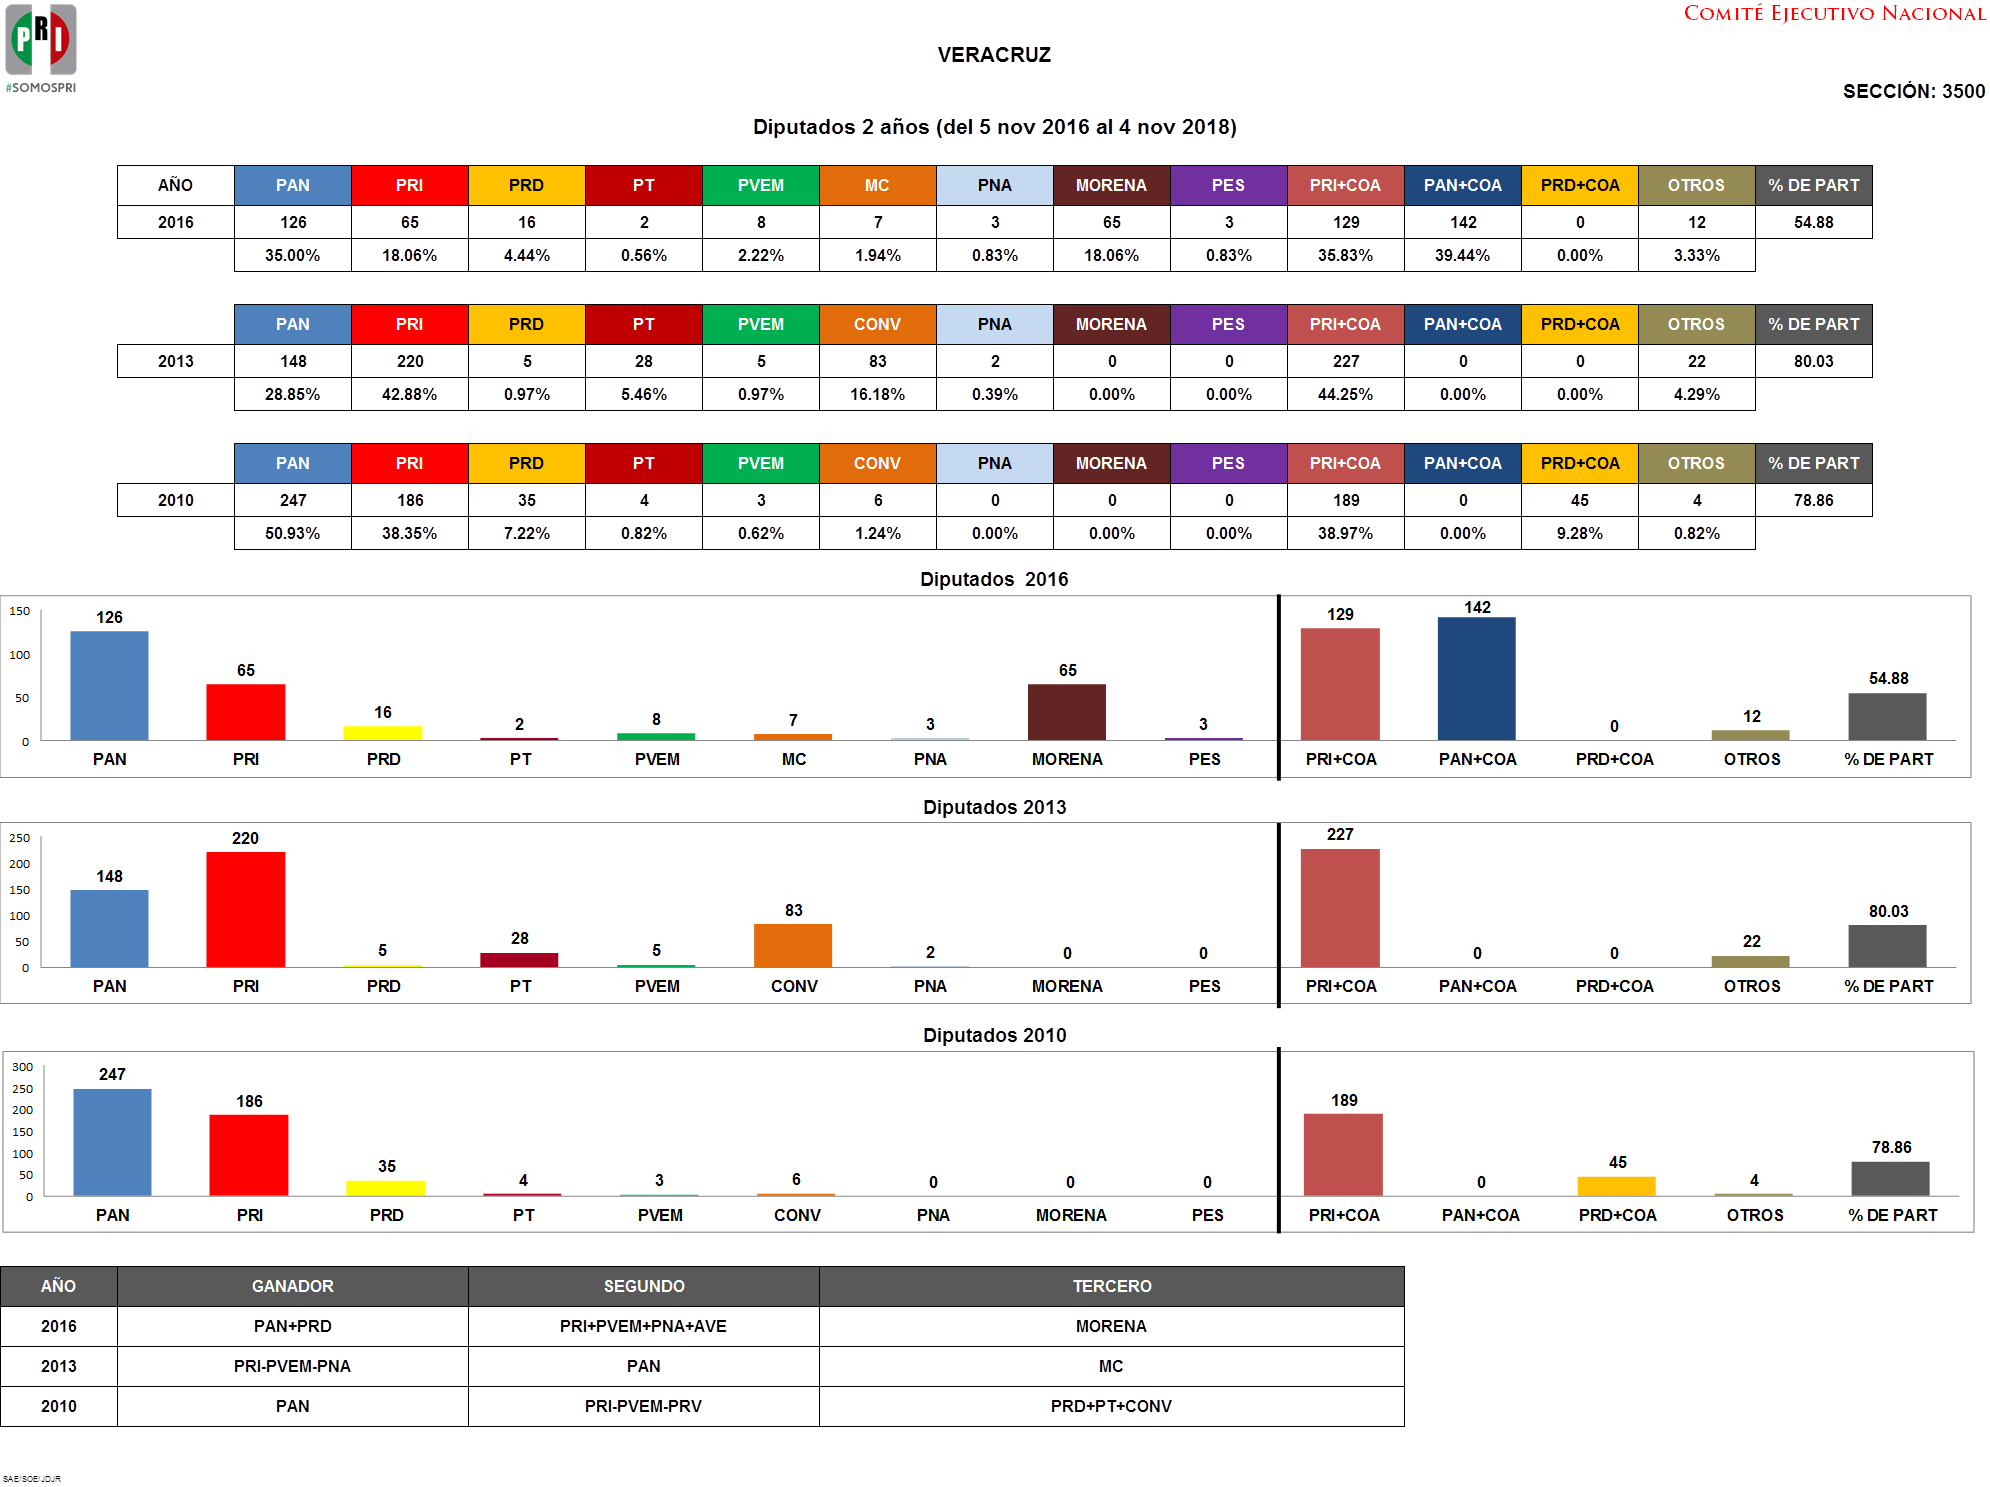 PRI
#SOMOSPRI
COMITÉ EJECUTIVO NACIONAL
VERACRUZ
SECCIÓN: 3500
Diputados 2 años (del 5 nov 2016 al 4 nov 2018)
AÑO PAN PRI PRD PT PVEM MC PNA MORENA PES PRI+COA PAN+COA PRD+COA OTROS % DE PART
2016 126 65 16 2 8 7 3 65 3 129 142 0 12 54.88
35.00% 18.06% 4.44% 0.56% 2.22% 1.94% 0.83% 18.06% 0.83% 35.83% 39.44% 0.00% 3.33%
PAN PRI PRD PT PVEM CONV PNA MORENA PES PRI+COA PAN+COA PRD+COA OTROS % DE PART
2013 148 220 5 28 5 83 2 0 0 227 0 0 22 80.03
28.85% 42.88% 0.97% 5.46% 0.97% 16.18% 0.39% 0.00% 0.00% 44.25% 0.00% 0.00% 4.29%
PAN PRI PRD PT PVEM CONV PNA MORENA PES PRI+COA PAN+COA PRD+COA OTROS % DE PART
2010 247 186 35 4 3 6 0 0 0 189 0 45 4 78.86
50.93% 38.35% 7.22% 0.82% 0.62% 1.24% 0.00% 0.00% 0.00% 38.97% 0.00% 9.28% 0.82%
Diputados 2016
150
100
50
0
126 65 16 2 8 7 3 65 3 129 142 0 12 54.88
PAN PRI PRD PT PVEM MC PNA MORENA PES PRI+COA PAN+COA PRD+COA OTROS % DE PART
Diputados 2013
250
200
150
100
50
0
148 220 5 28 5 83 2 0 0 227 0 0 22 80.03
PAN PRI PRD PT PVEM CONV PNA MORENA PES PRI+COA PAN+COA PRD+COA OTROS % DE PART
Diputados 2010
300
250
200
150
100
50
0
247 186 35 4 3 6 0 0 0 189 0 45 4 78.86
PAN PRI PRD PT PVEM CONV PNA MORENA PES PRI+COA PAN+COA PRD+COA OTROS % DE PART
AÑO GANADOR SEGUNDO TERCERO
2016 PAN+PRD PRI+PVEM+PNA+AVE MORENA
2013 PRI-PVEM-PNA PAN MC
2010 PAN PRI-PVEM-PRV PRD+PT+CONV
SAE/SOE/JDJR